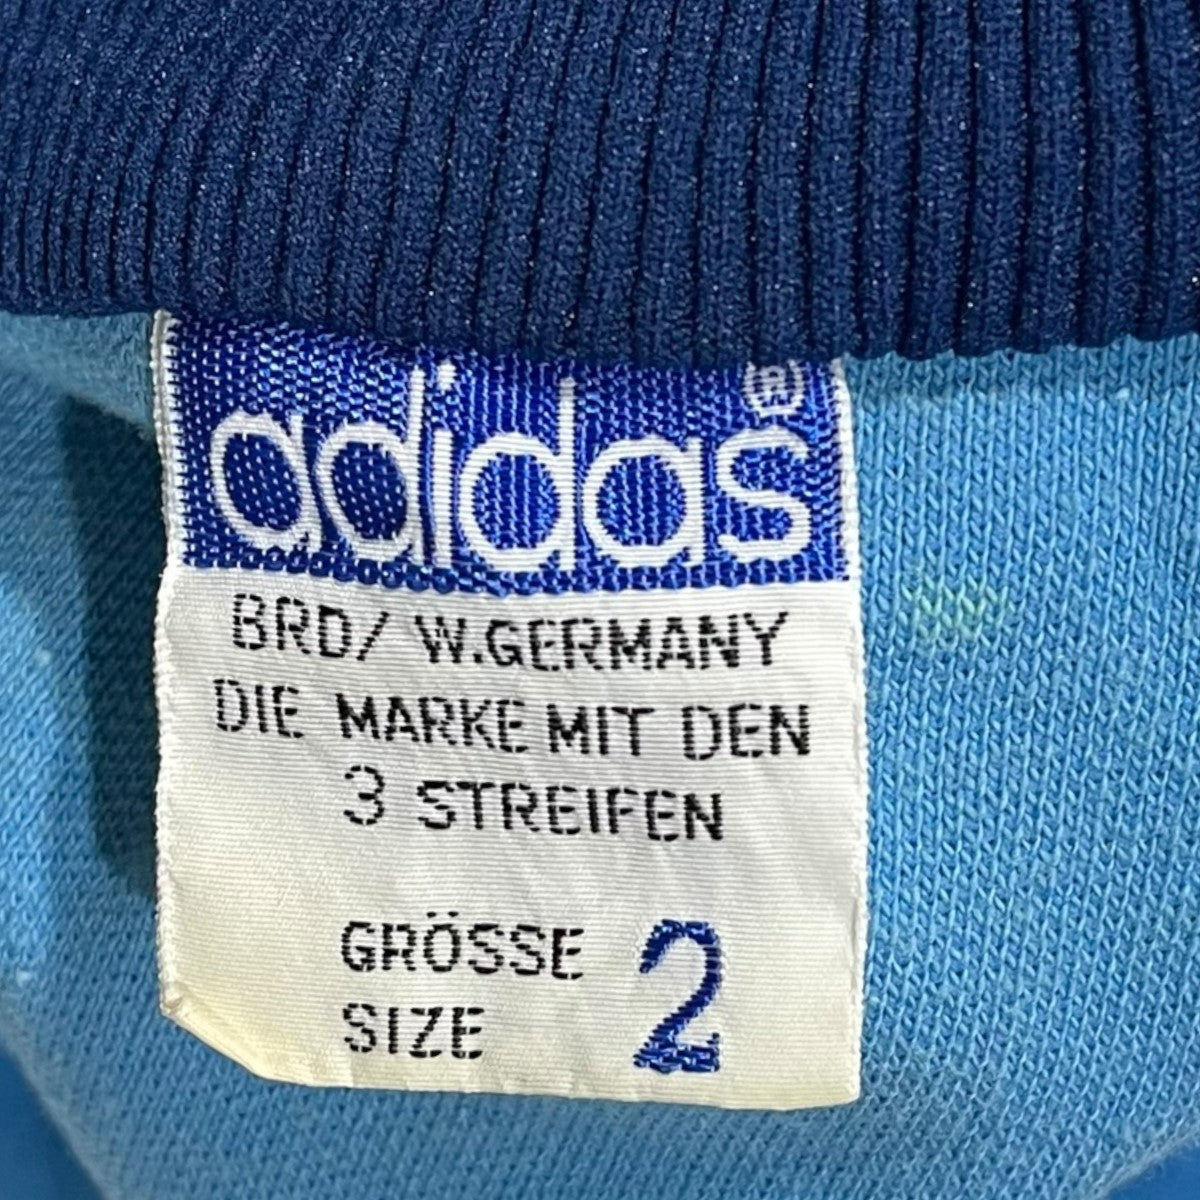 adidas®
BRD/ W.GERMANY
DIE MARKE MIT DEN
3 STREIFEN
GRÖSSE
SIZE
2